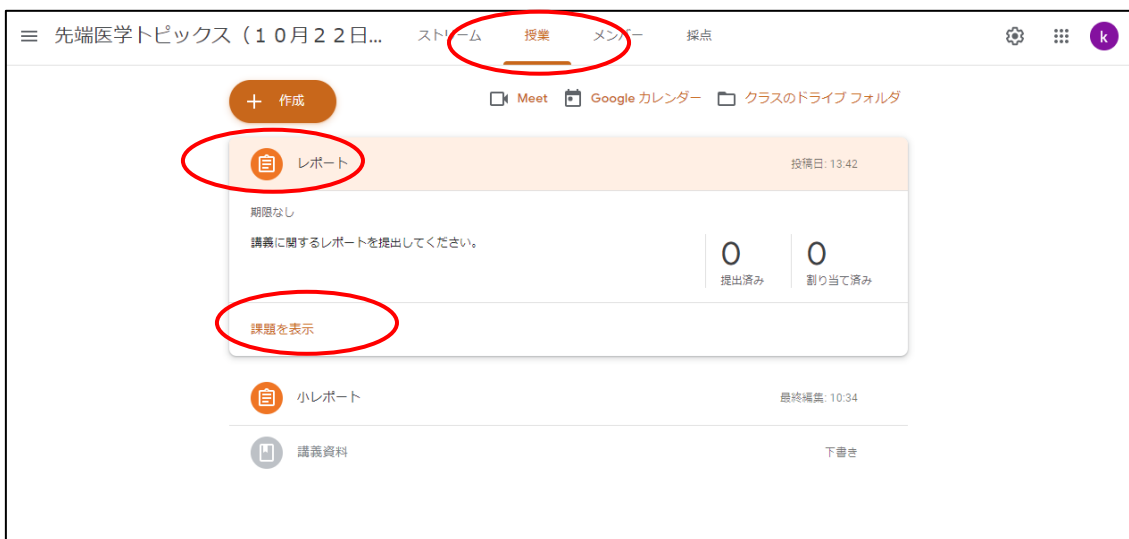 先端医学トピックス（１０月２２日... ストリーム 授業 メンバー 採点 k
作成 Meet Google カレンダー クラスのドライブ フォルダ
レポート 投稿日: 13:42
期限なし
講義に関するレポートを提出してください。
0 0
提出済み 割り当て済み
課題を表示
小レポート 最終編集: 10:34
講義資料 下書き